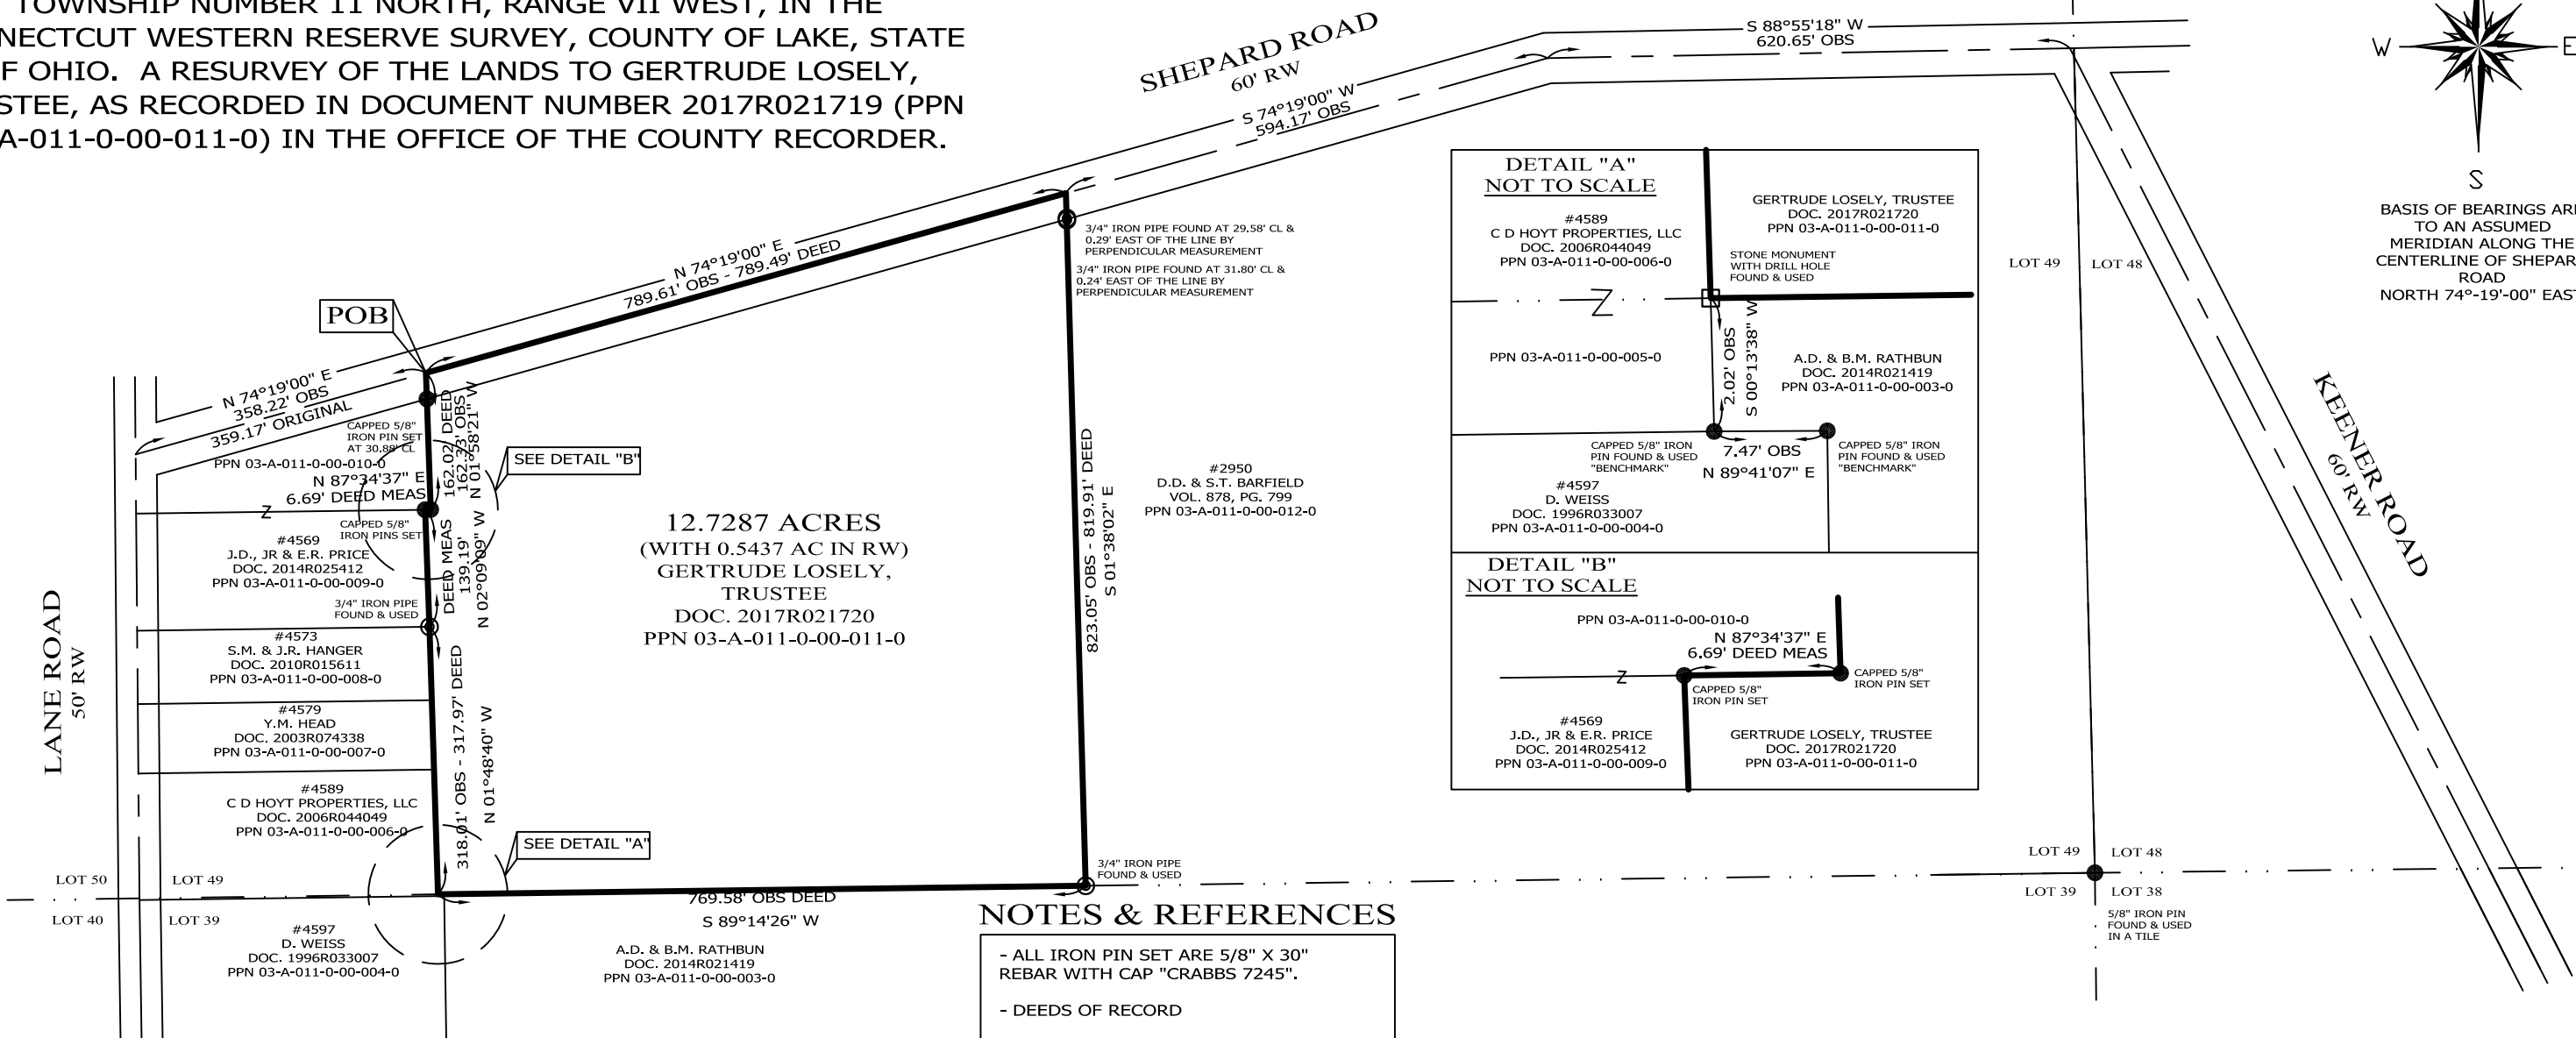 TOWNSHIP NUMBER 11 NORTH, RANGE VII WEST, IN THE
NECTCUT WESTERN RESERVE SURVEY, COUNTY OF LAKE, STATE
F OHIO. A RESURVEY OF THE LANDS TO GERTRUDE LOSELY,
STEE, AS RECORDED IN DOCUMENT NUMBER 2017R021719 (PPN
A-011-0-00-011-0) IN THE OFFICE OF THE COUNTY RECORDER.
SHEPARD ROAD
60' RW
S 74°19'00" W
594.17' OBS
S 88°55'18" W
620.65' OBS
W
E
S
BASIS OF BEARINGS ARE
TO AN ASSUMED
MERIDIAN ALONG THE
CENTERLINE OF SHEPAR
ROAD
NORTH 74°-19'-00" EAST
N 74°19'00" E
789.61' OBS - 789.49' DEED
3/4" IRON PIPE FOUND AT 29.58' CL &
0.29' EAST OF THE LINE BY
PERPENDICULAR MEASUREMENT
3/4" IRON PIPE FOUND AT 31.80' CL &
0.24' EAST OF THE LINE BY
PERPENDICULAR MEASUREMENT
POB
N 74°19'00" E
358.22' OBS
359.17' ORIGINAL
CAPPED 5/8"
IRON PIN SET
AT 30.88' CL
PPN 03-A-011-0-00-010-0
N 87°34'37" E
6.69' DEED MEAS
162.02' DEED
162.33' OBS
N 01°58'21" W
SEE DETAIL "B"
Z
CAPPED 5/8"
IRON PINS SET
#4569
J.D., JR & E.R. PRICE
DOC. 2014R025412
PPN 03-A-011-0-00-009-0
DEED MEAS
139.19'
N 02°09'09" W
3/4" IRON PIPE
FOUND & USED
#4573
S.M. & J.R. HANGER
DOC. 2010R015611
PPN 03-A-011-0-00-008-0
#4579
Y.M. HEAD
DOC. 2003R074338
PPN 03-A-011-0-00-007-0
318.01' OBS - 317.97' DEED
N 01°48'40" W
#4589
C D HOYT PROPERTIES, LLC
DOC. 2006R044049
PPN 03-A-011-0-00-006-0
SEE DETAIL "A"
LANE ROAD
50' RW
12.7287 ACRES
(WITH 0.5437 AC IN RW)
GERTRUDE LOSELY,
TRUSTEE
DOC. 2017R021720
PPN 03-A-011-0-00-011-0
823.05' OBS - 819.91' DEED
S 01°38'02" E
#2950
D.D. & S.T. BARFIELD
VOL. 878, PG. 799
PPN 03-A-011-0-00-012-0
3/4" IRON PIPE
FOUND & USED
LOT 50
LOT 49
LOT 40
LOT 39
#4597
D. WEISS
DOC. 1996R033007
PPN 03-A-011-0-00-004-0
769.58' OBS DEED
S 89°14'26" W
A.D. & B.M. RATHBUN
DOC. 2014R021419
PPN 03-A-011-0-00-003-0
DETAIL "A"
NOT TO SCALE
#4589
C D HOYT PROPERTIES, LLC
DOC. 2006R044049
PPN 03-A-011-0-00-006-0
GERTRUDE LOSELY, TRUSTEE
DOC. 2017R021720
PPN 03-A-011-0-00-011-0
STONE MONUMENT
WITH DRILL HOLE
FOUND & USED
Z
PPN 03-A-011-0-00-005-0
2.02' OBS
S 00°13'38" W
A.D. & B.M. RATHBUN
DOC. 2014R021419
PPN 03-A-011-0-00-003-0
CAPPED 5/8" IRON
PIN FOUND & USED
"BENCHMARK"
7.47' OBS
N 89°41'07" E
CAPPED 5/8" IRON
PIN FOUND & USED
"BENCHMARK"
#4597
D. WEISS
DOC. 1996R033007
PPN 03-A-011-0-00-004-0
DETAIL "B"
NOT TO SCALE
PPN 03-A-011-0-00-010-0
N 87°34'37" E
6.69' DEED MEAS
Z
CAPPED 5/8"
IRON PIN SET
CAPPED 5/8"
IRON PIN SET
#4569
J.D., JR & E.R. PRICE
DOC. 2014R025412
PPN 03-A-011-0-00-009-0
GERTRUDE LOSELY, TRUSTEE
DOC. 2017R021720
PPN 03-A-011-0-00-011-0
LOT 49
LOT 48
KEENER ROAD
60' RW
LOT 49
LOT 48
LOT 39
LOT 38
5/8" IRON PIN
FOUND & USED
IN A TILE
NOTES & REFERENCES
- ALL IRON PIN SET ARE 5/8" X 30"
REBAR WITH CAP "CRABBS 7245".
- DEEDS OF RECORD